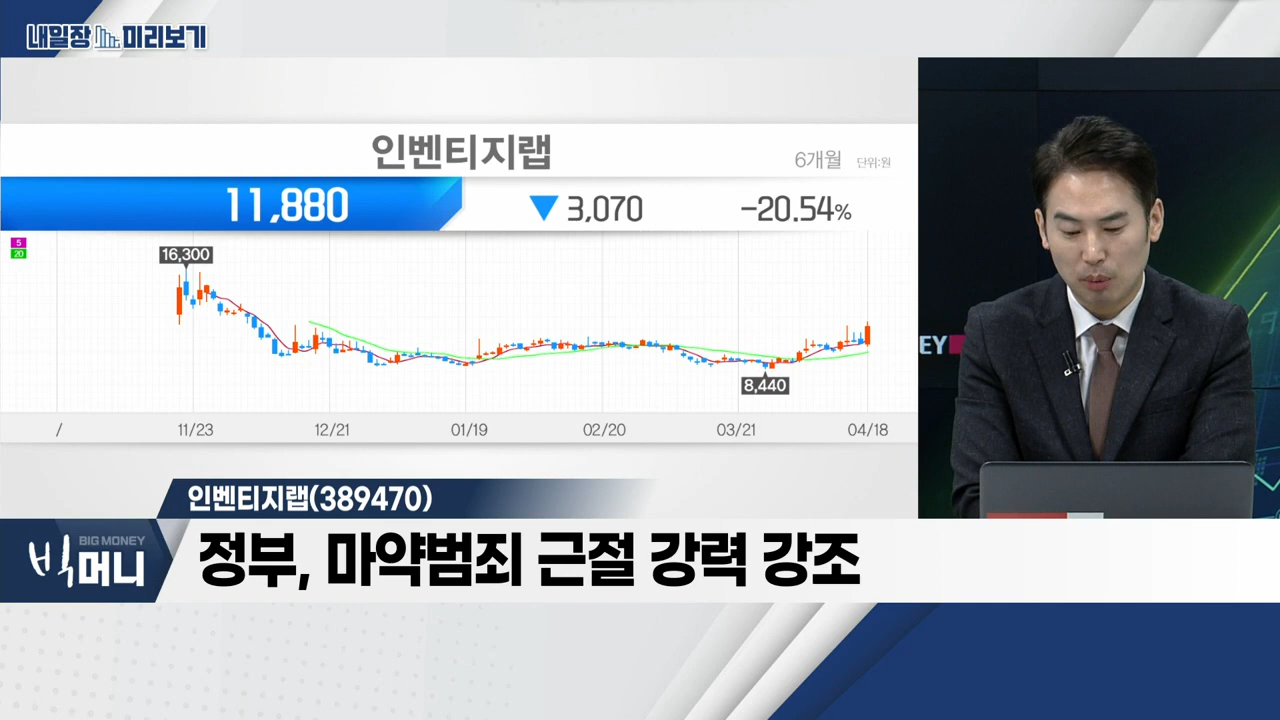 내일장 미리보기
인벤티지랩
6개월 단위:원
11,880 ▼ 3,070 -20.54%
5
20
16,300
8,440
/ 11/23 12/21 01/19 02/20 03/21 04/18
EY
인벤티지랩(389470)
BIG MONEY
빅머니
정부, 마약범죄 근절 강력 강조